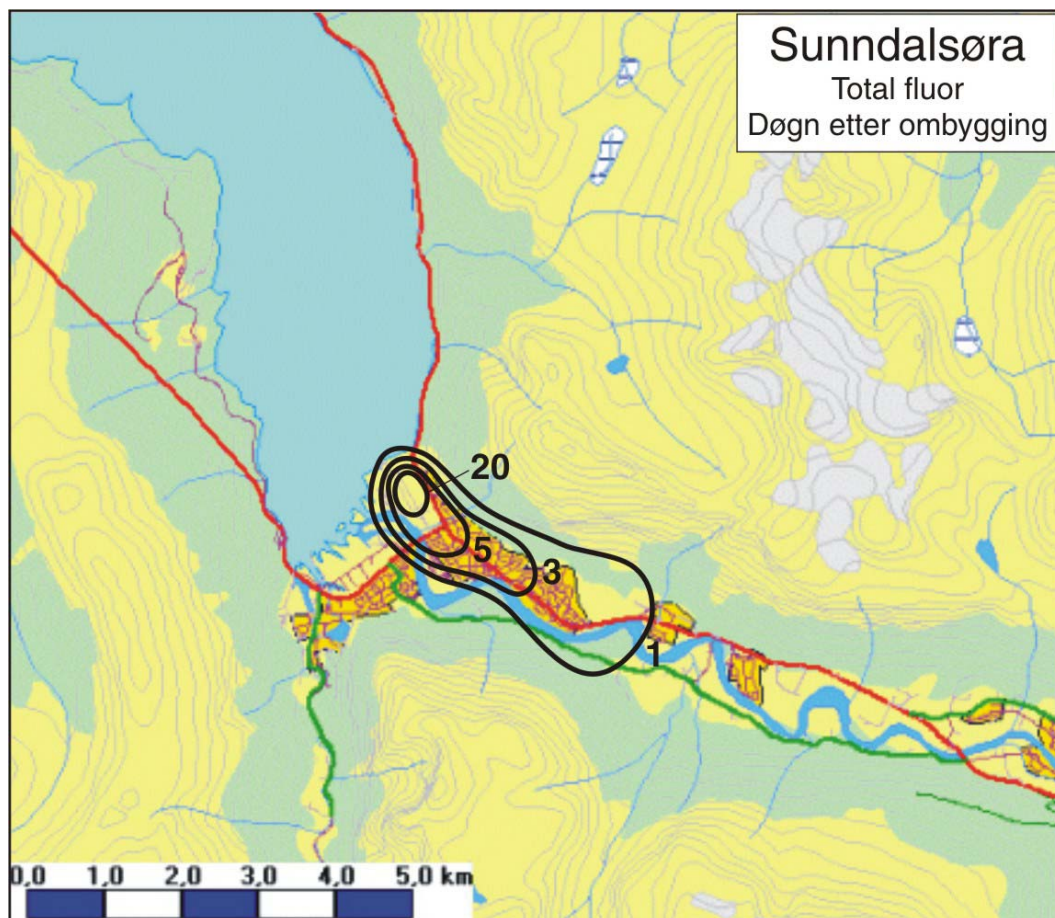 Sunndalsøra
Total fluor
Døgn etter ombygging
20
5
3
1
0,0 1,0 2,0 3,0 4,0 5,0 km